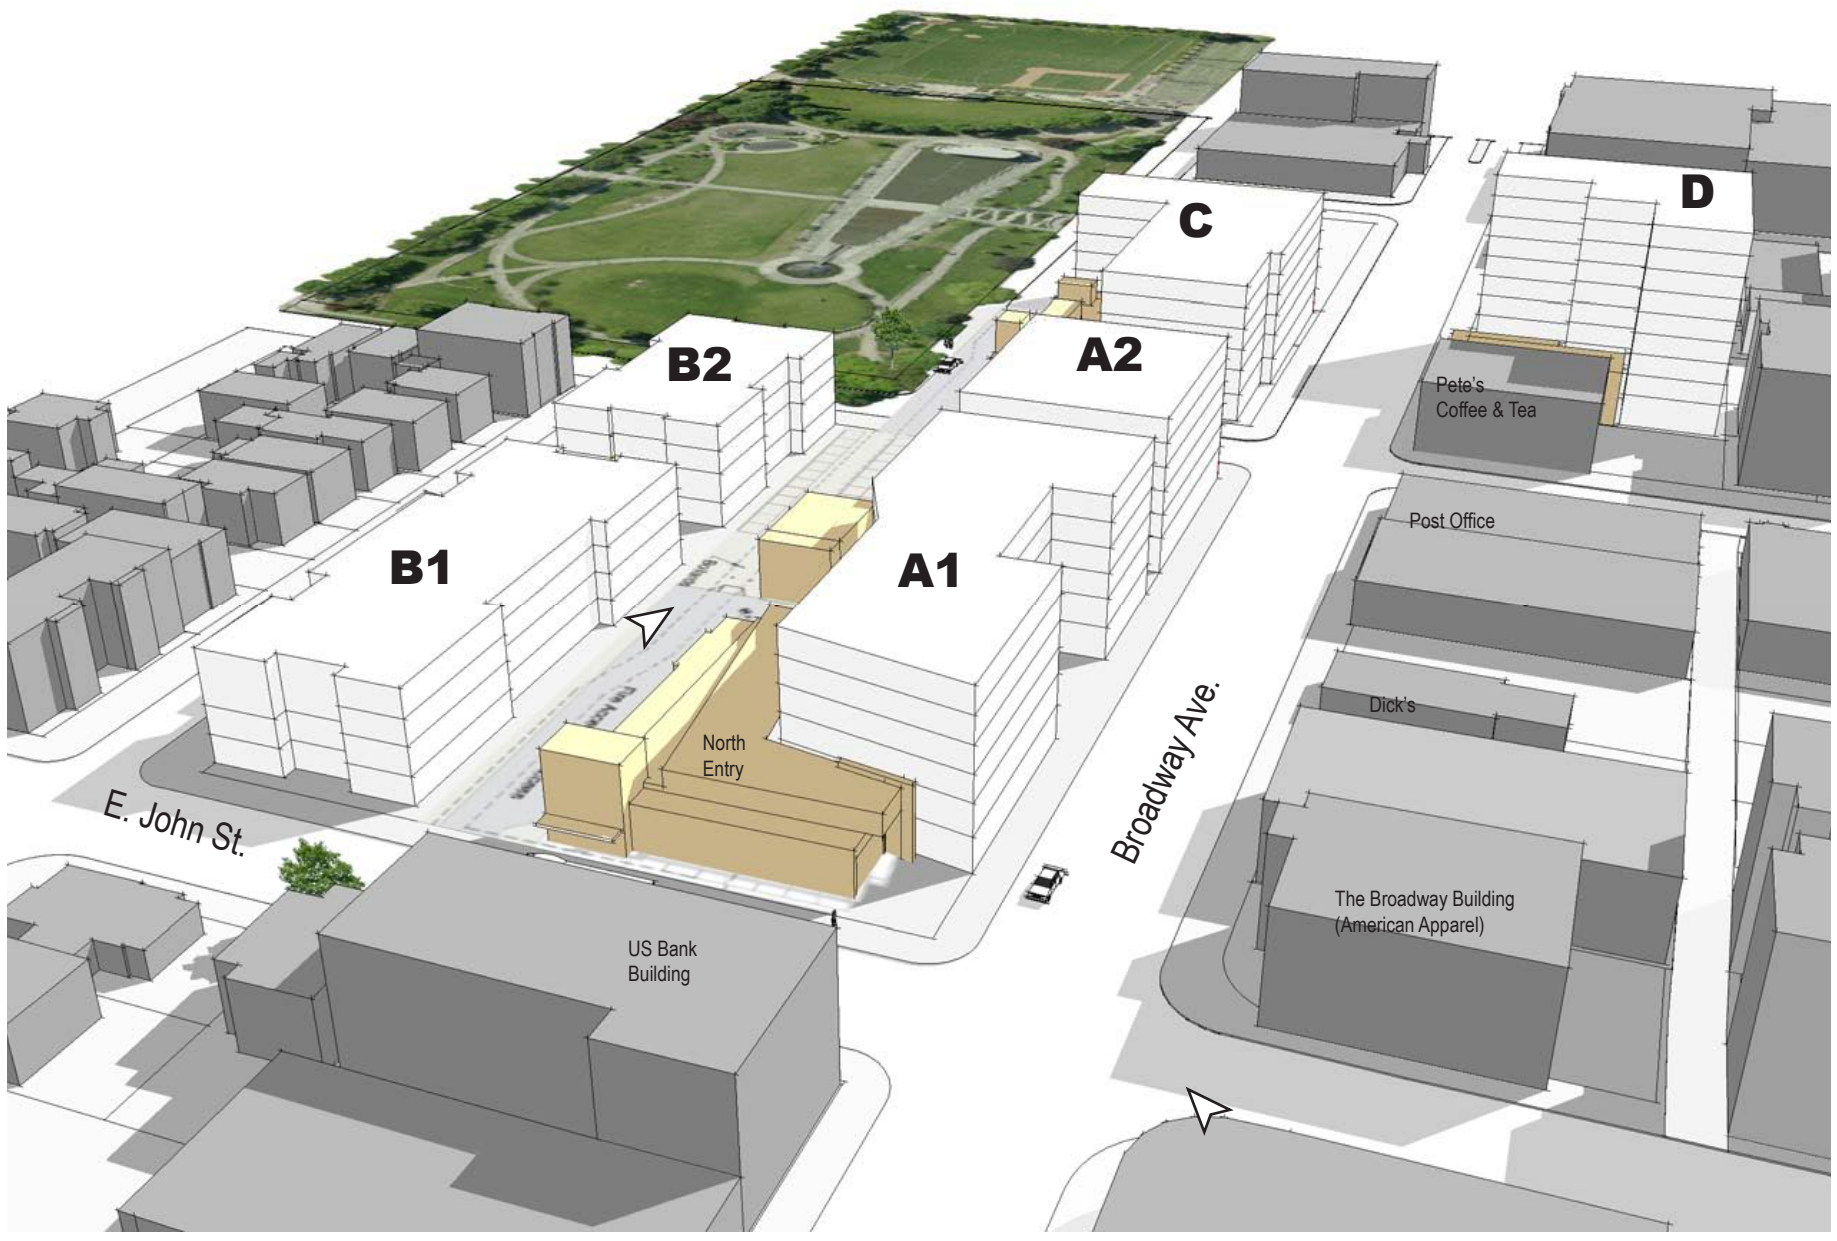 D
C
B2
A2
Pete's
Coffee & Tea
Post Office
B1
A1
Dick's
North
Entry
Broadway Ave.
E. John St.
The Broadway Building
(American Apparel)
US Bank
Building